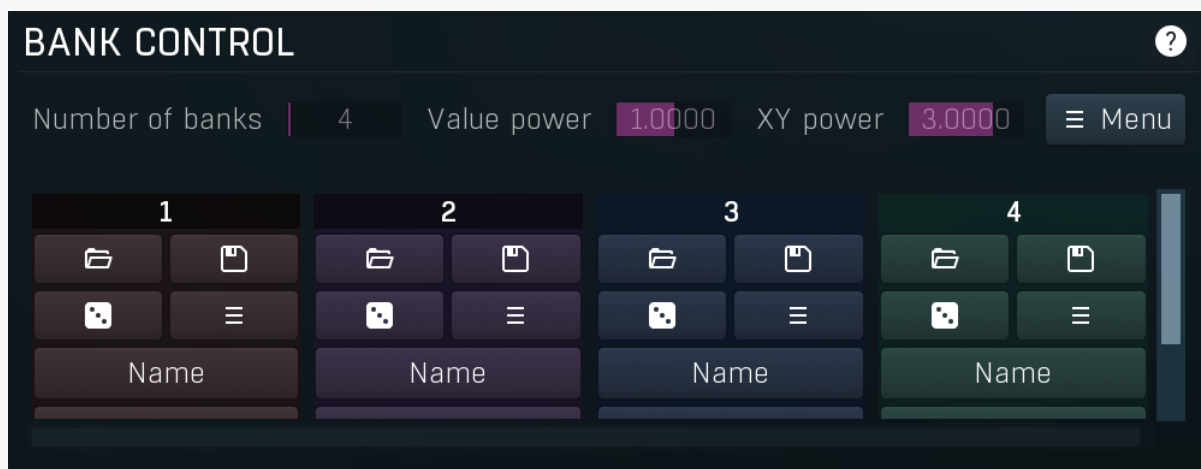 BANK CONTROL ?
Number of banks 4 Value power 1.0000 XY power 3.0000 Menu
1 2 3 4
Name Name Name Name